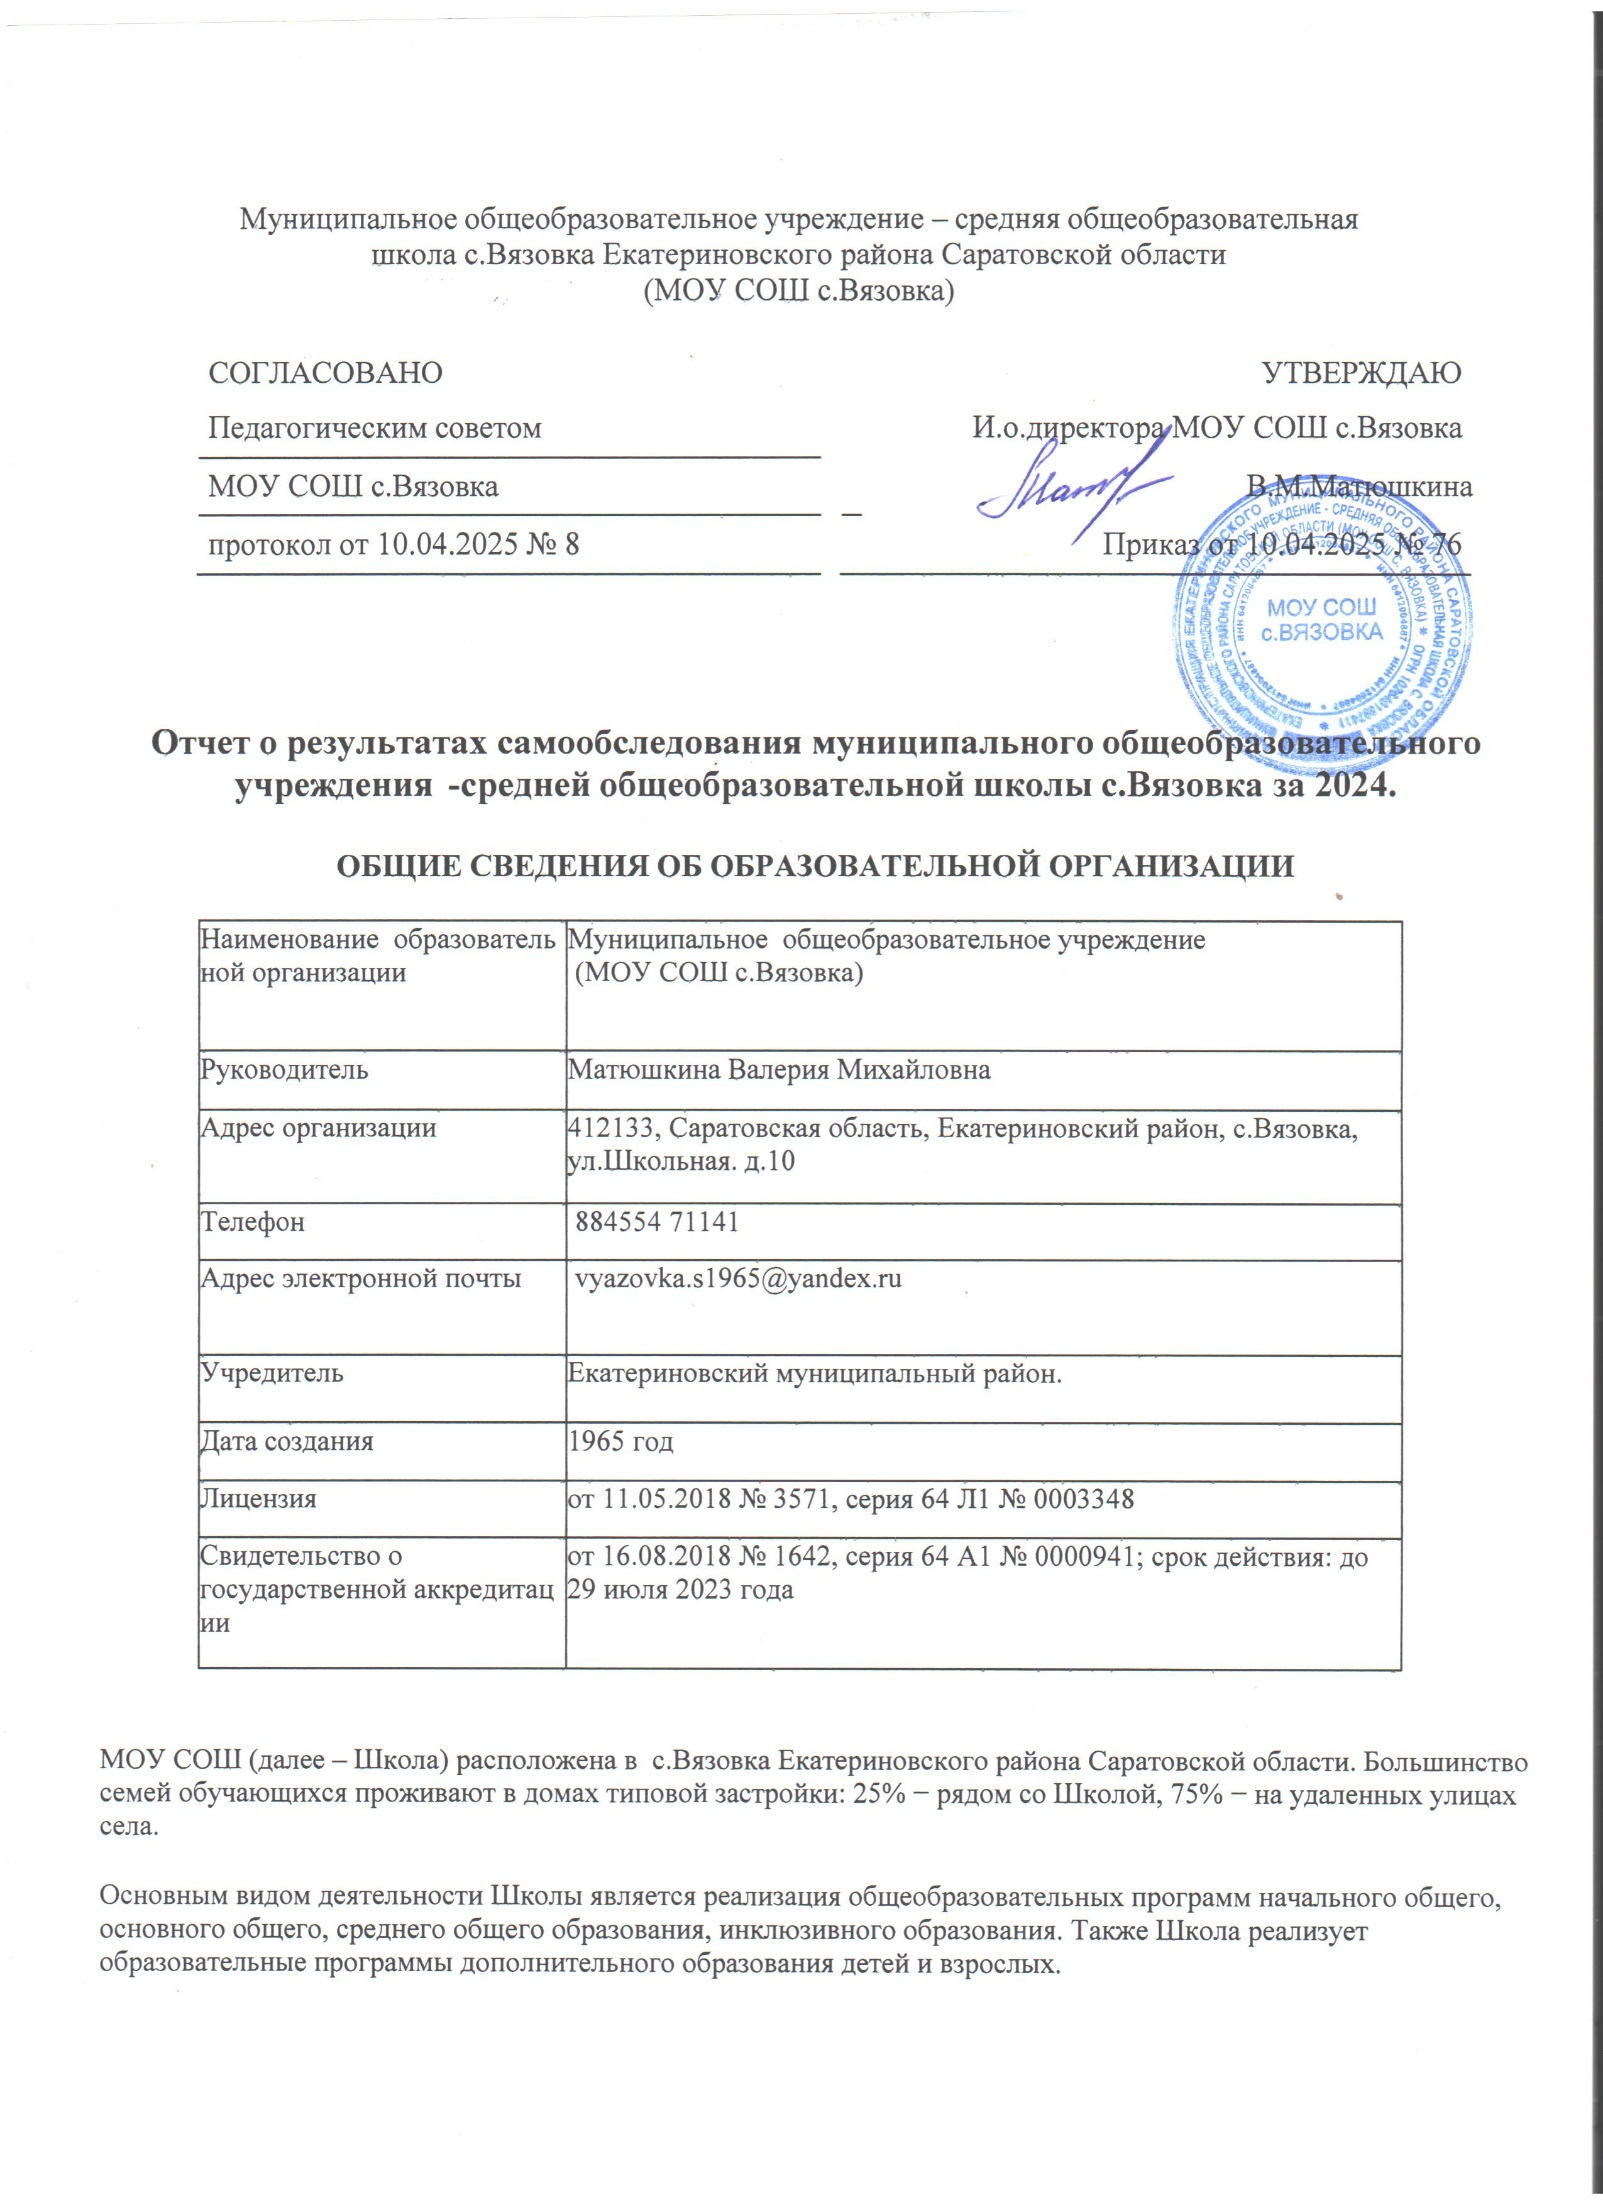 Муниципальное общеобразовательное учреждение – средняя общеобразовательная
школа с.Вязовка Екатериновского района Саратовской области
(МОУ СОШ с.Вязовка)
СОГЛАСОВАНО
УТВЕРЖДАЮ
Педагогическим советом
И.о.директора МОУ СОШ с.Вязовка
МОУ СОШ с.Вязовка
В.М.Матюшкина
протокол от 10.04.2025 № 8
Приказ от 10.04.2025 № 76
МОУ СОШ
с.ВЯЗОВКА
Отчет о результатах самообследования муниципального общеобразовательного
учреждения -средней общеобразовательной школы с.Вязовка за 2024.
ОБЩИЕ СВЕДЕНИЯ ОБ ОБРАЗОВАТЕЛЬНОЙ ОРГАНИЗАЦИИ
Наименование образователь
ной организации
Муниципальное общеобразовательное учреждение
(МОУ СОШ с.Вязовка)
Руководитель
Матюшкина Валерия Михайловна
Адрес организации
412133, Саратовская область, Екатериновский район, с.Вязовка,
ул.Школьная. д.10
Телефон
884554 71141
Адрес электронной почты
vyazovka.s1965@yandex.ru
Учредитель
Екатериновский муниципальный район.
Дата создания
1965 год
Лицензия
от 11.05.2018 № 3571, серия 64 Л1 № 0003348
Свидетельство о
государственной аккредитац
ии
от 16.08.2018 № 1642, серия 64 А1 № 0000941; срок действия: до
29 июля 2023 года
МОУ СОШ (далее – Школа) расположена в с.Вязовка Екатериновского района Саратовской области. Большинство
семей обучающихся проживают в домах типовой застройки: 25% − рядом со Школой, 75% − на удаленных улицах
села.
Основным видом деятельности Школы является реализация общеобразовательных программ начального общего,
основного общего, среднего общего образования, инклюзивного образования. Также Школа реализует
образовательные программы дополнительного образования детей и взрослых.